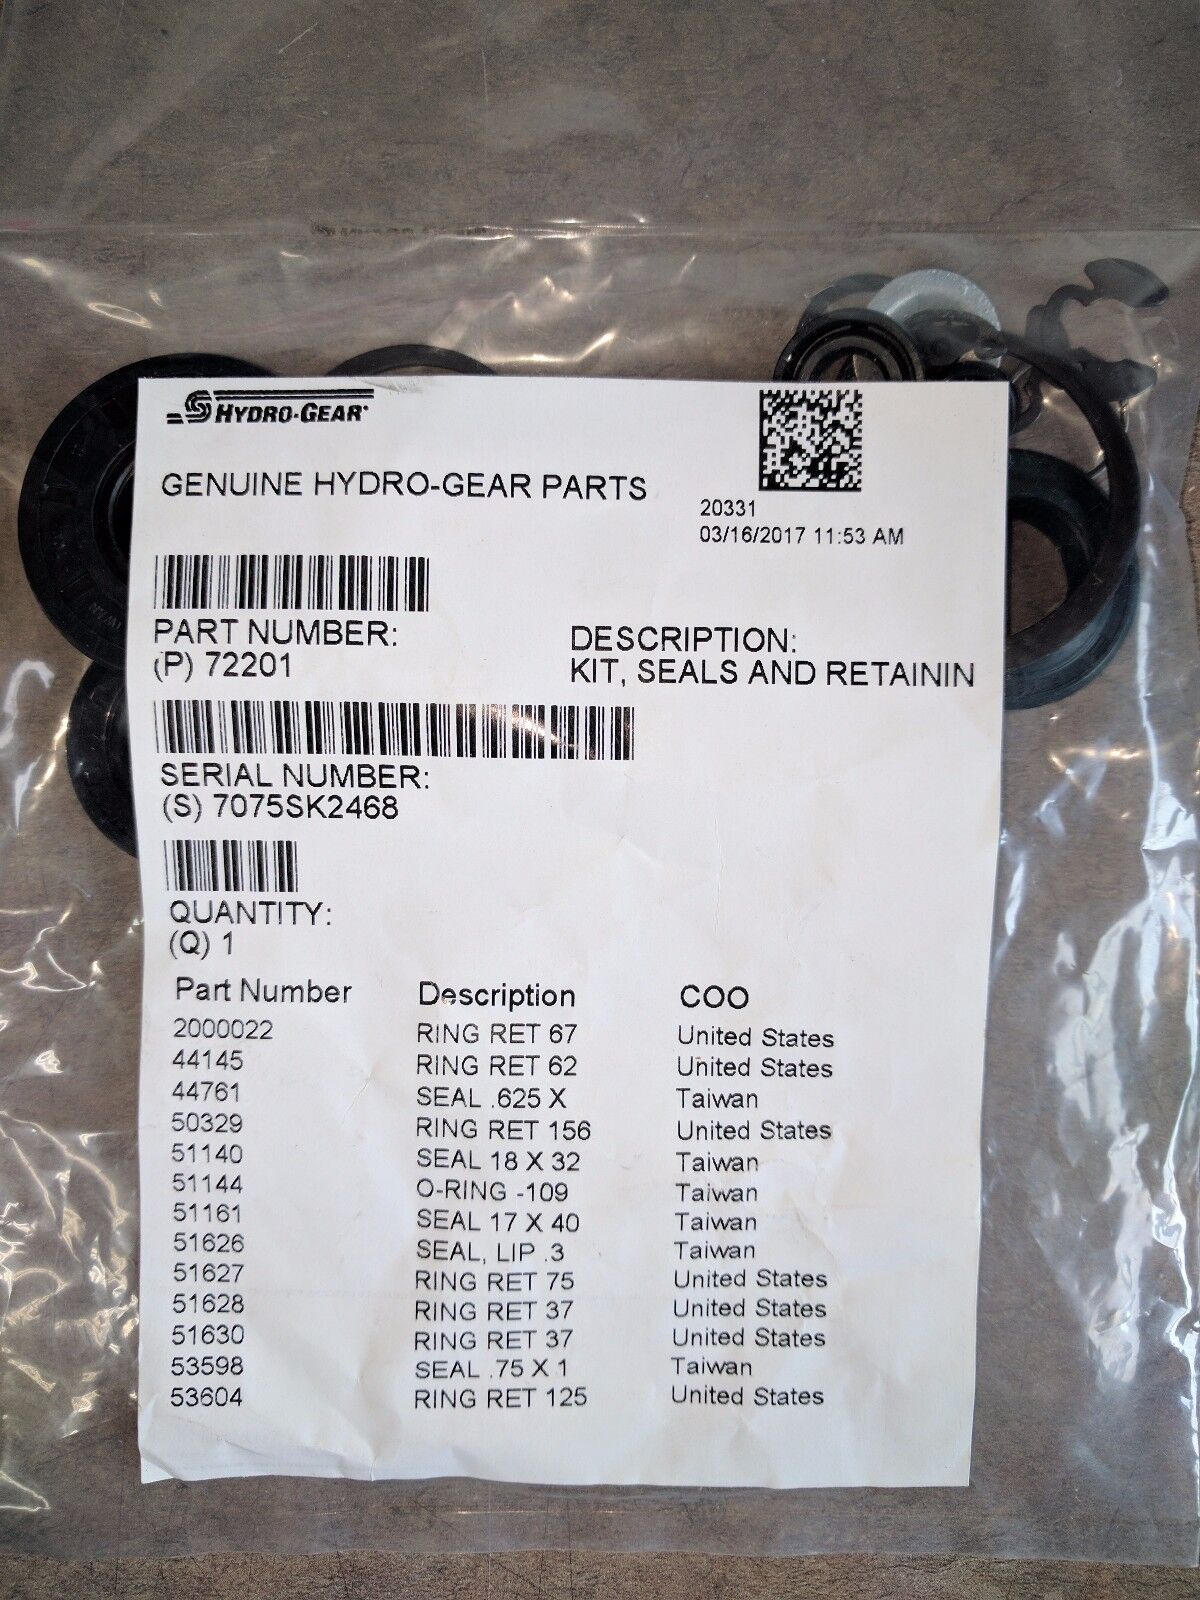 HYDRO-GEAR
GENUINE HYDRO-GEAR PARTS
20331
03/16/2017 11:53 AM
PART NUMBER:
(P) 72201
DESCRIPTION:
KIT, SEALS AND RETAININ
SERIAL NUMBER:
(S) 7075SK2468
QUANTITY:
(Q) 1
Part Number Description COO
2000022 RING RET 67 United States
44145 RING RET 62 United States
44761 SEAL .625 X Taiwan
50329 RING RET 156 United States
51140 SEAL 18 X 32 Taiwan
51144 O-RING -109 Taiwan
51161 SEAL 17 X 40 Taiwan
51626 SEAL, LIP .3 Taiwan
51627 RING RET 75 United States
51628 RING RET 37 United States
51630 RING RET 37 United States
53598 SEAL .75 X 1 Taiwan
53604 RING RET 125 United States